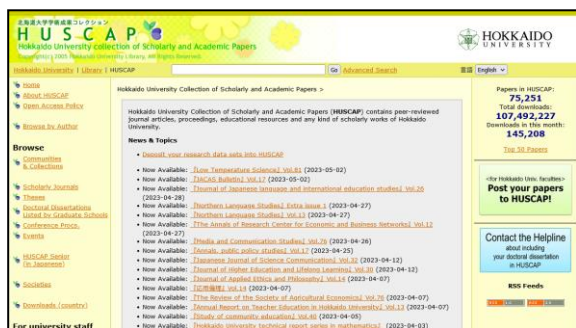 北海道大学学術成果コレクション
HUSCAP
Hokkaido University collection of Scholarly and Academic Papers
Copyright(c) 2005 Hokkaido University Library. All Rights Reserved.
HOKKAIDO
UNIVERSITY
Hokkaido University | Library | HUSCAP
Go Advanced Search
言語 English
Home
About HUSCAP
Open Access Policy
Browse by Author
Browse
Communities
& Collections
Scholarly Journals
Theses
Doctoral Dissertations
Listed by Graduate Schools
Conference Procs.
Events
HUSCAP Senior
(in Japanese)
Societies
Downloads (country)
For university staff
Hokkaido University Collection of Scholarly and Academic Papers >
Hokkaido University Collection of Scholarly and Academic Papers (HUSCAP) contains peer-reviewed
journal articles, proceedings, educational resources and any kind of scholarly works of Hokkaido
University.
News & Topics
• Deposit your research data sets into HUSCAP
• Now Available: 『Low Temperature Science』 Vol.81 (2023-05-02)
• Now Available: 『IACAS Bulletin』 Vol.17 (2023-05-02)
• Now Available: 『Journal of Japanese language and international education studies』 Vol.26
(2023-04-28)
• Now Available: 『Northern Language Studies』 Extra issue 1 (2023-04-27)
• Now Available: 『Northern Language Studies』 Vol.13 (2023-04-27)
• Now Available: 『The Annals of Research Center for Economic and Business Networks』 Vol.12
(2023-04-27)
• Now Available: 『Media and Communication Studies』 Vol.76 (2023-04-26)
• Now Available: 『Annals, public policy studies』 Vol.17 (2023-04-25)
• Now Available: 『Japanese Journal of Science Communication』 Vol.32 (2023-04-12)
• Now Available: 『Journal of Higher Education and Lifelong Learning』 Vol.30 (2023-04-12)
• Now Available: 『Journal of Applied Ethics and Philosophy』 Vol.14 (2023-04-07)
• Now Available: 『応用倫理』 Vol.14 (2023-04-07)
• Now Available: 『The Review of the Society of Agricultural Economics』 Vol.76 (2023-04-07)
• Now Available: 『Annual Report on Teacher Education in Hokkaido University』 Vol.13 (2023-04-07)
• Now Available: 『Study of community education』 Vol.40 (2023-04-05)
• Now Available: 『Hokkaido University technical report series in mathematics』 (2023-04-03)
Papers in HUSCAP:
75,251
Total downloads:
107,492,227
Downloads in this month:
145,208
Top 50 Papers
<for Hokkaido Univ. faculties>
Post your papers
to HUSCAP!
Contact the Helpline
about including
your doctoral dissertation
in HUSCAP
RSS Feeds